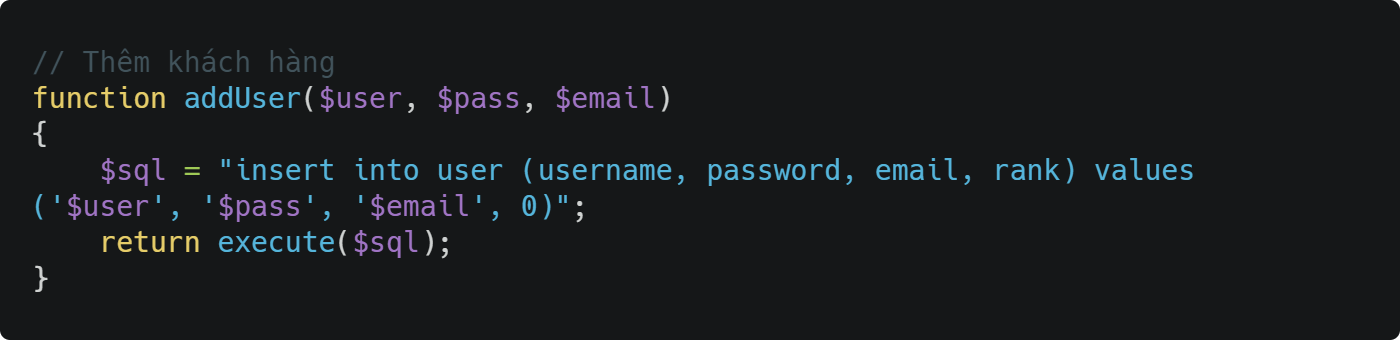 // Thêm khách hàng
function addUser($user, $pass, $email)
{
    $sql = "insert into user (username, password, email, rank) values
('$user', '$pass', '$email', 0)";
    return execute($sql);
}